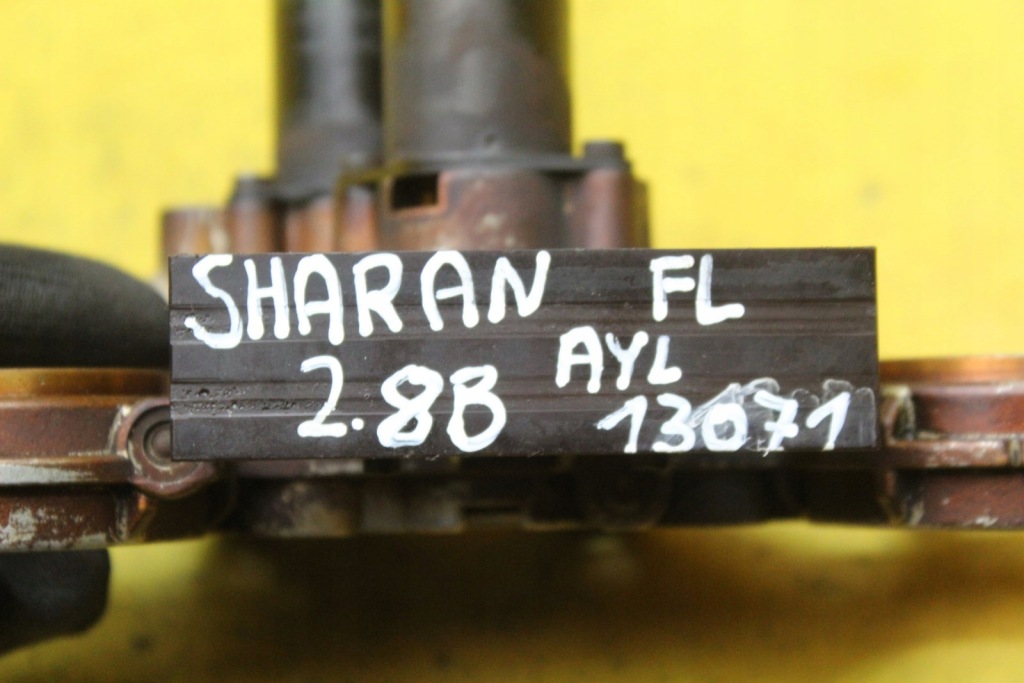 SHARAN FL
2.8B AYL
13071